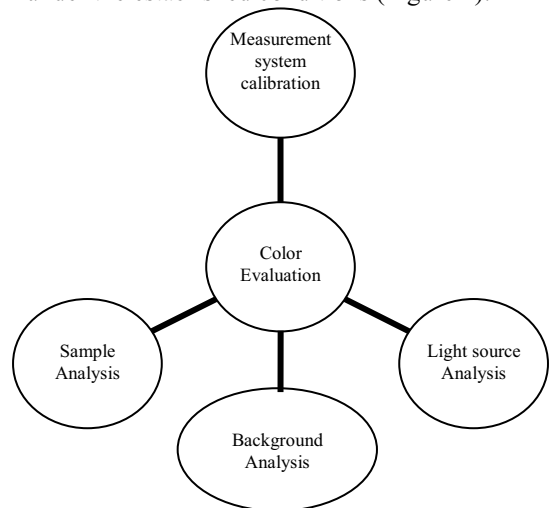 Measurement
system
calibration
Color
Evaluation
Sample
Analysis
Light source
Analysis
Background
Analysis